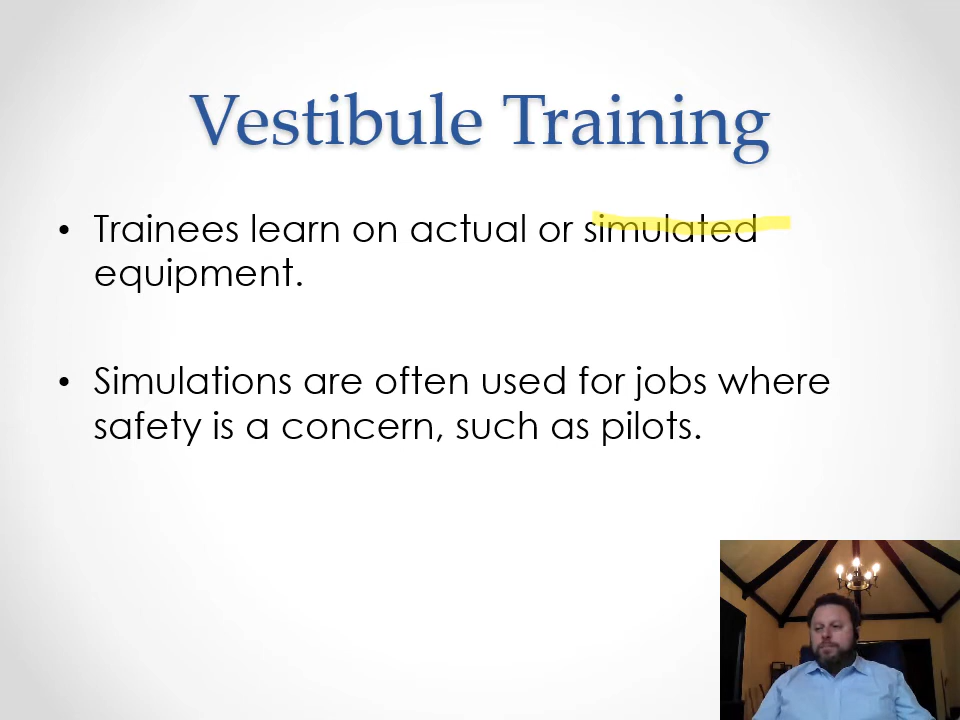 Vestibule Training
• Trainees learn on actual or simulated
equipment.
• Simulations are often used for jobs where
safety is a concern, such as pilots.